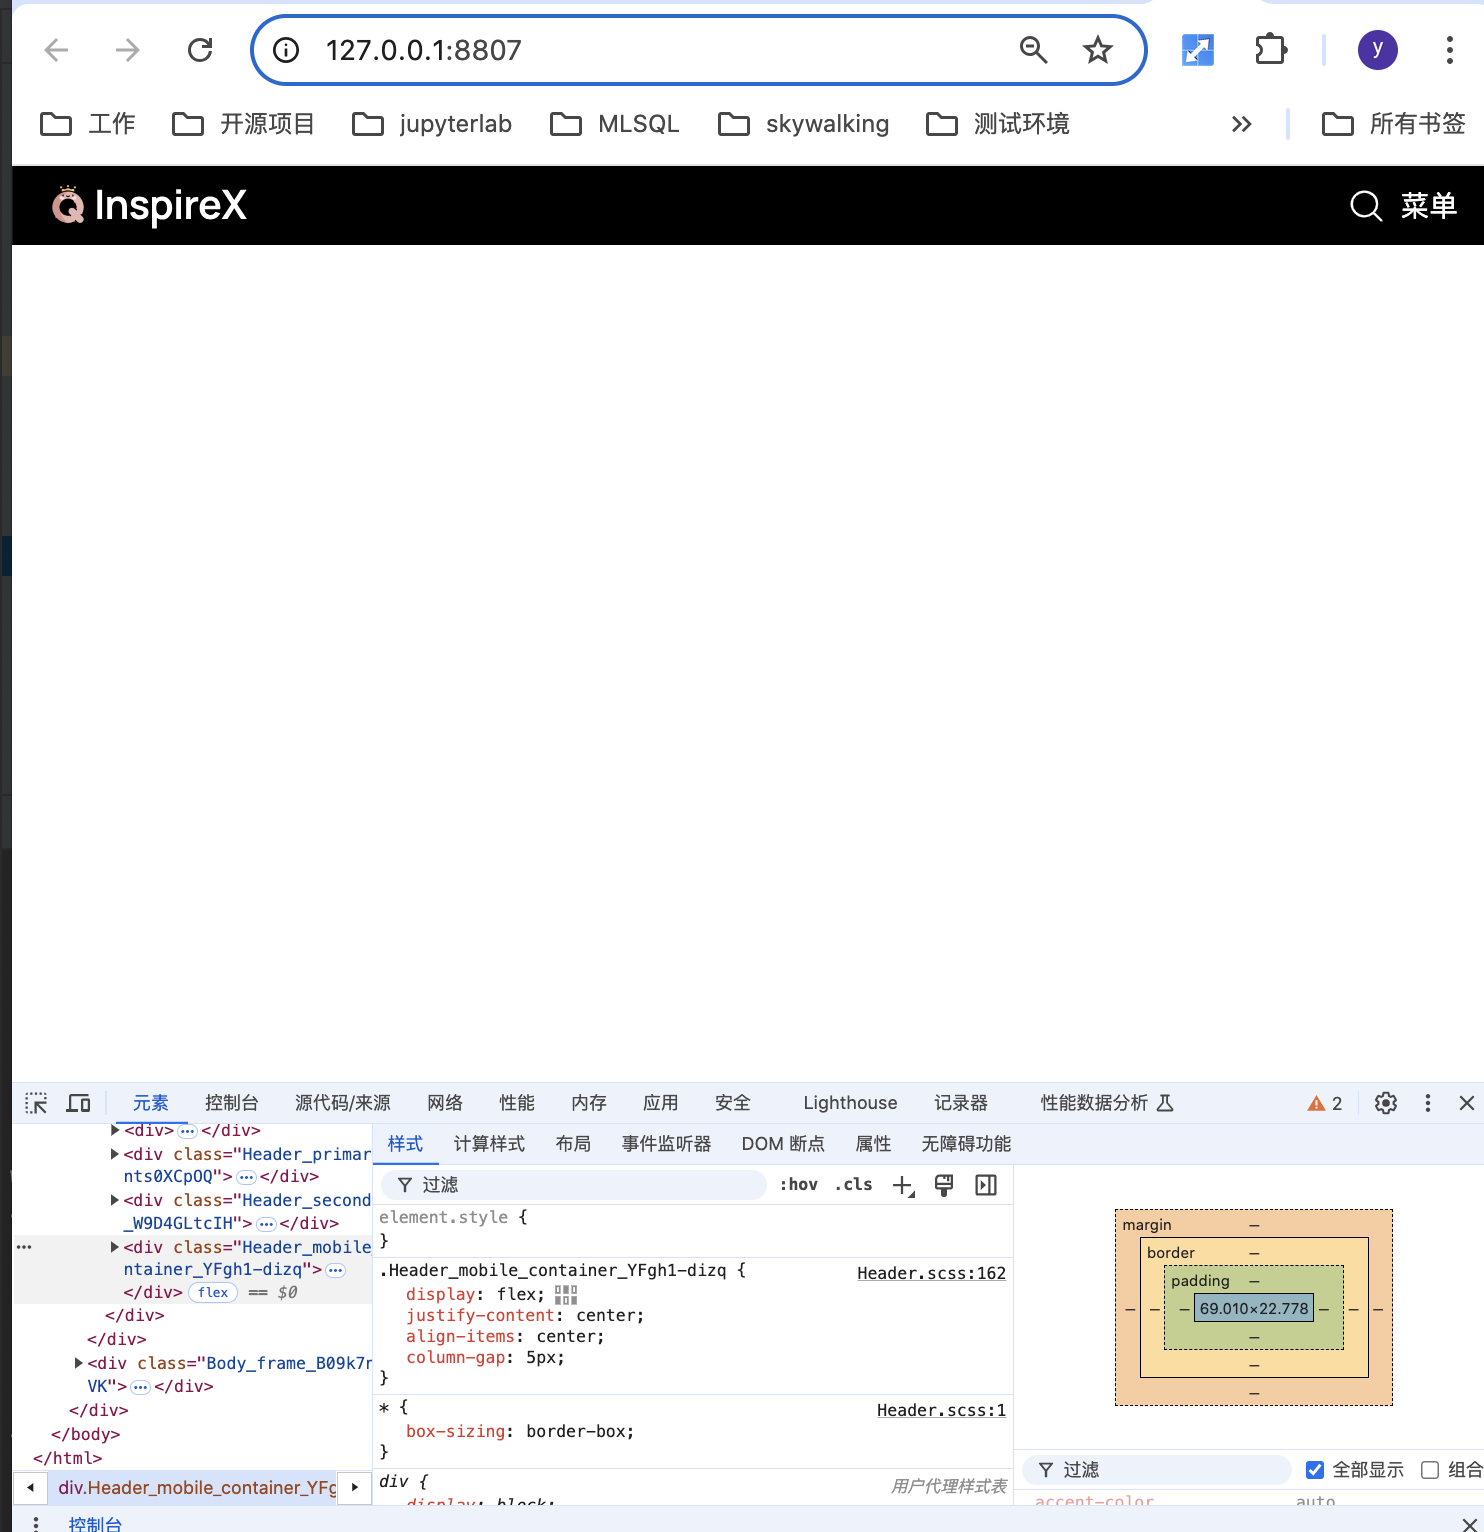 127.0.0.1:8807
y
工作
开源项目
jupyterlab
MLSQL
skywalking
测试环境
所有书签
InspireX
菜单
元素
控制台
源代码/来源
网络
性能
内存
应用
安全
Lighthouse
记录器
性能数据分析
2
<div> ••• </div>
<div class="Header_primar
nts0XCpOQ"> ••• </div>
<div class="Header_second
_W9D4GLtcIH"> ••• </div>
<div class="Header_mobile
ntainer_YFgh1-dizq"> •••
</div> flex == $0
</div>
</div>
<div class="Body_frame_B09k7r
VK"> ••• </div>
</div>
</body>
</html>
div.Header_mobile_container_YFg
样式
计算样式
布局
事件监听器
DOM 断点
属性
无障碍功能
过滤
:hov
.cls
element.style {
}
.Header_mobile_container_YFgh1-dizq {
Header.scss:162
display: flex;
justify-content: center;
align-items: center;
column-gap: 5px;
}
* {
Header.scss:1
box-sizing: border-box;
}
div {
用户代理样式表
display: block;
margin
–
border
–
padding
–
– – – 69.010×22.778 – – –
–
–
–
过滤
全部显示
组合
accent-color
auto
控制台